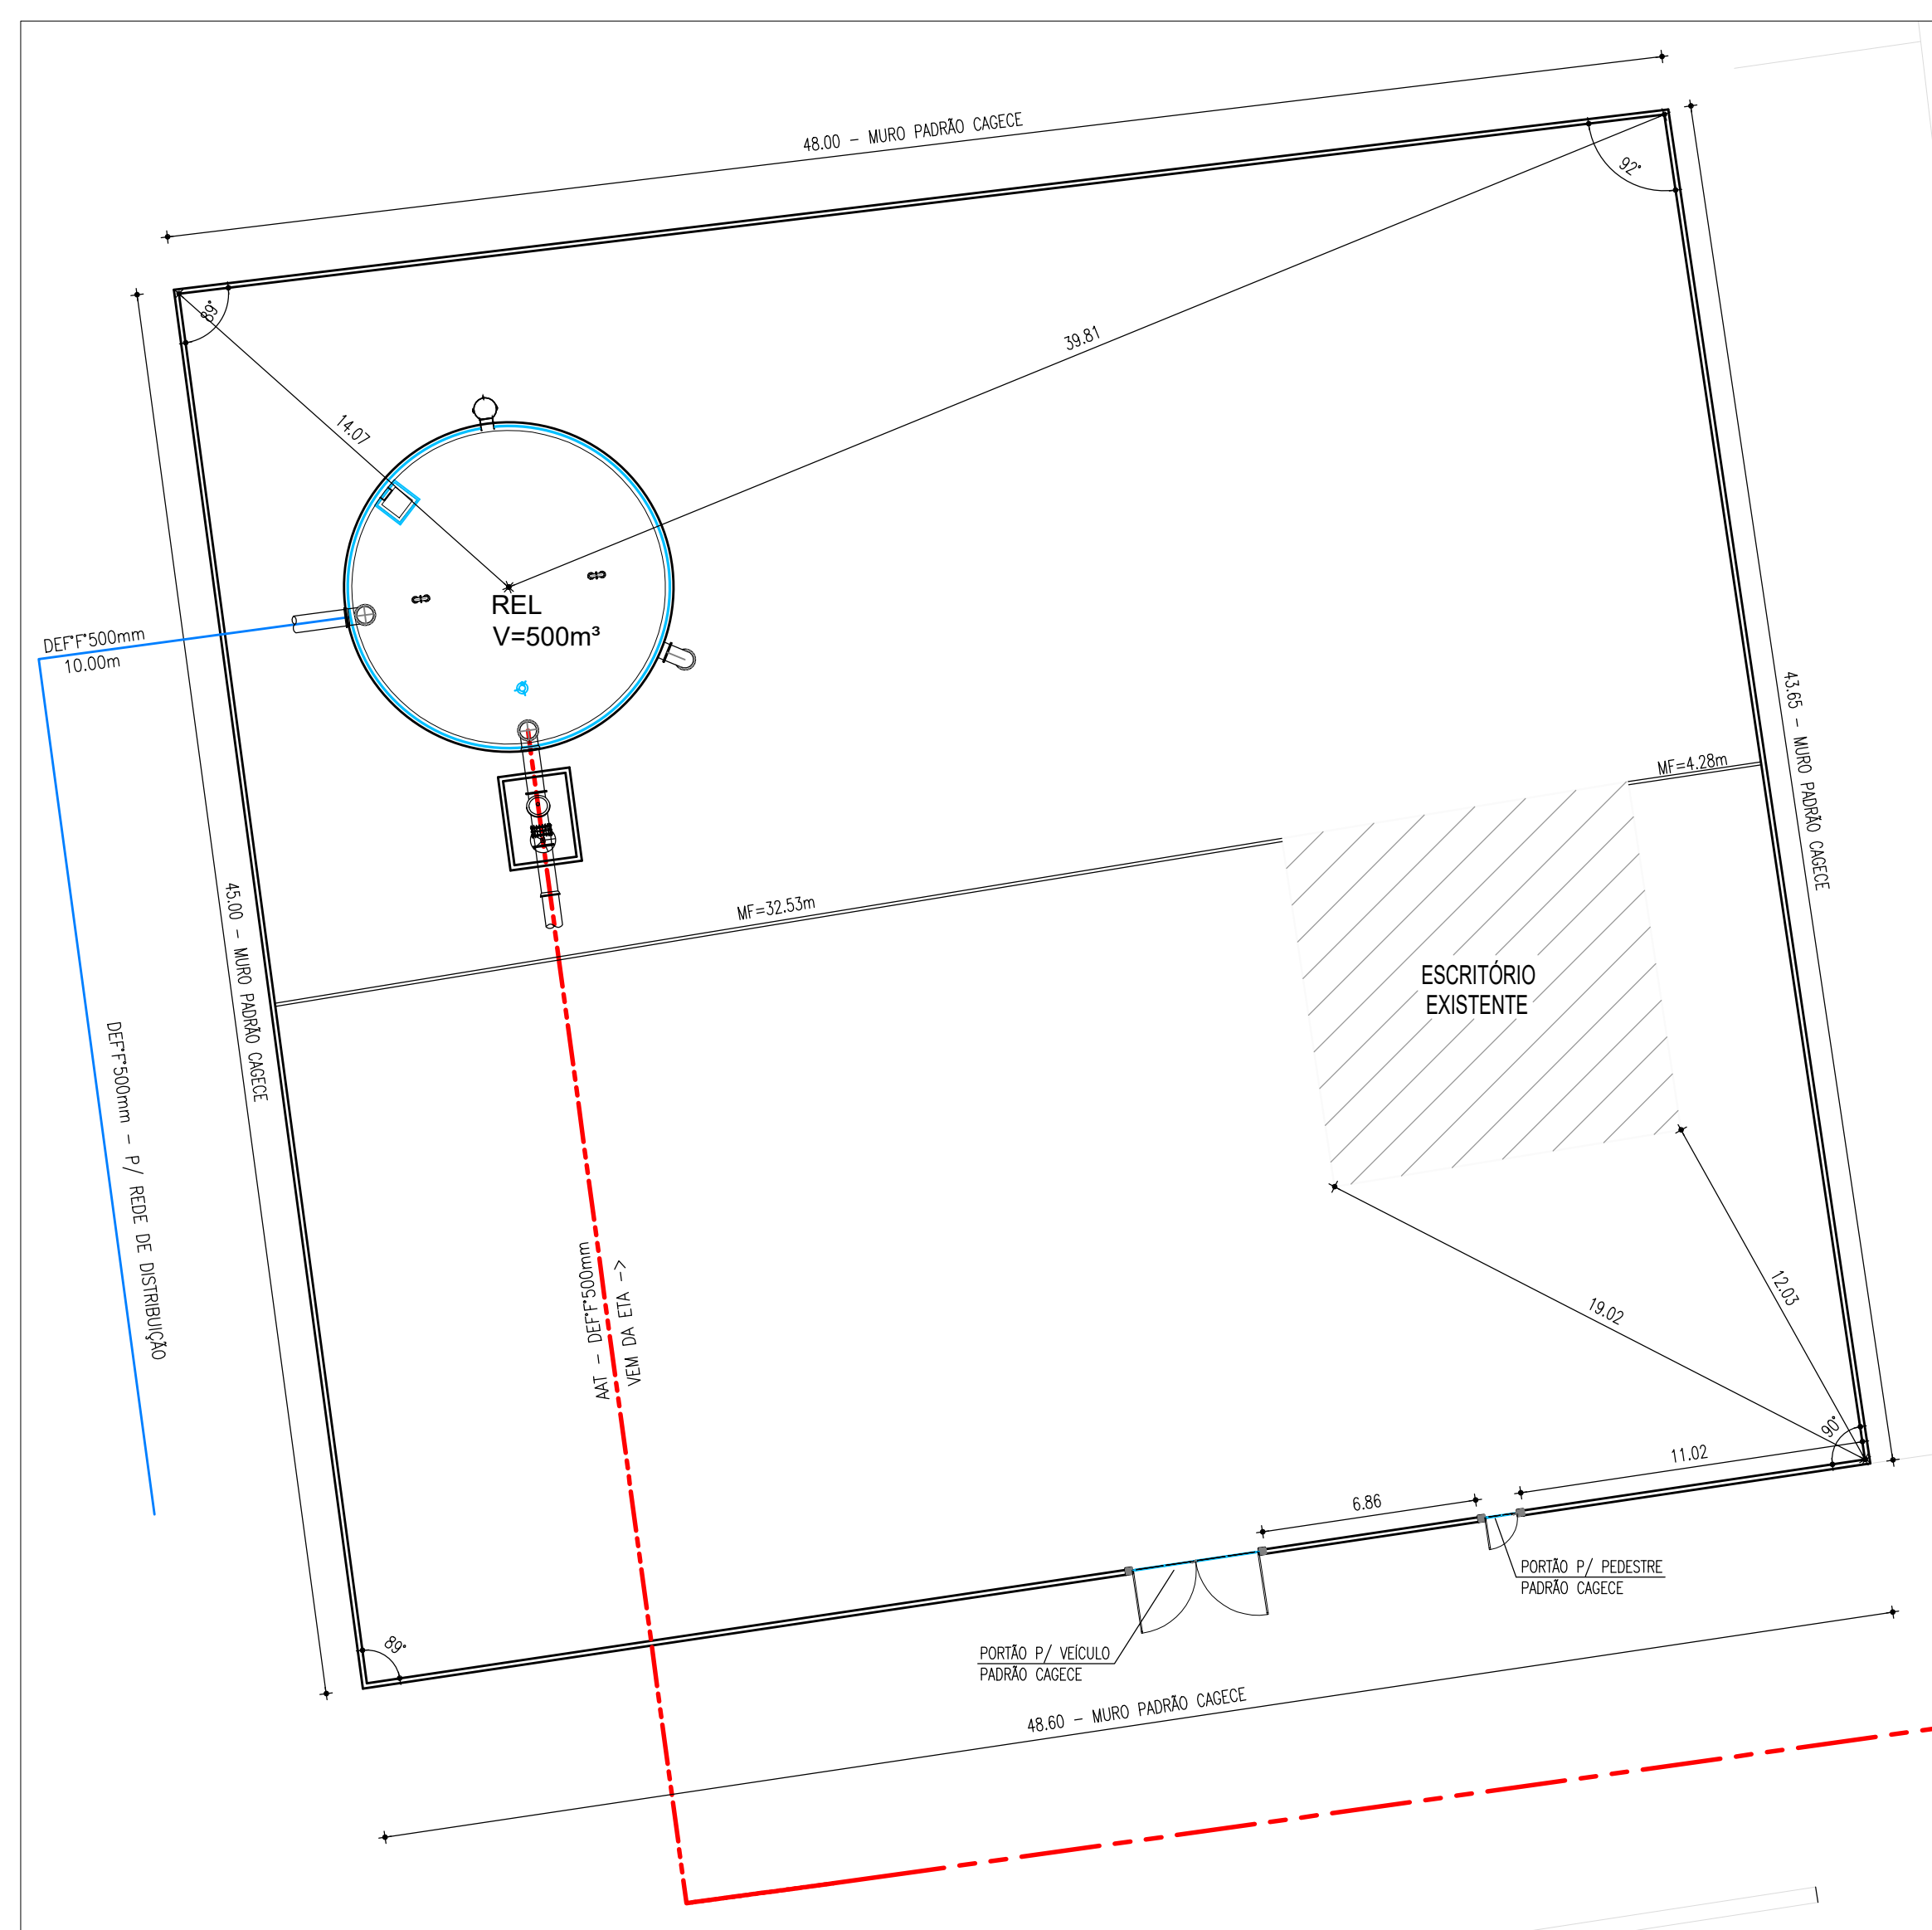 48.00 - MURO PADRÃO CAGECE
92°
89°
39.81
14.07
REL
V=500m³
DEF°F°500mm
10.00m
43.65 - MURO PADRÃO CAGECE
MF=4.28m
45.00 - MURO PADRÃO CAGECE
MF=32.53m
ESCRITÓRIO
EXISTENTE
DEF°F°500mm - P/ REDE DE DISTRIBUIÇÃO
AAT - DEF°F°500mm
VEM DA ETA ->
12.03
19.02
90°
11.02
6.86
PORTÃO P/ PEDESTRE
PADRÃO CAGECE
89°
PORTÃO P/ VEÍCULO
PADRÃO CAGECE
48.60 - MURO PADRÃO CAGECE